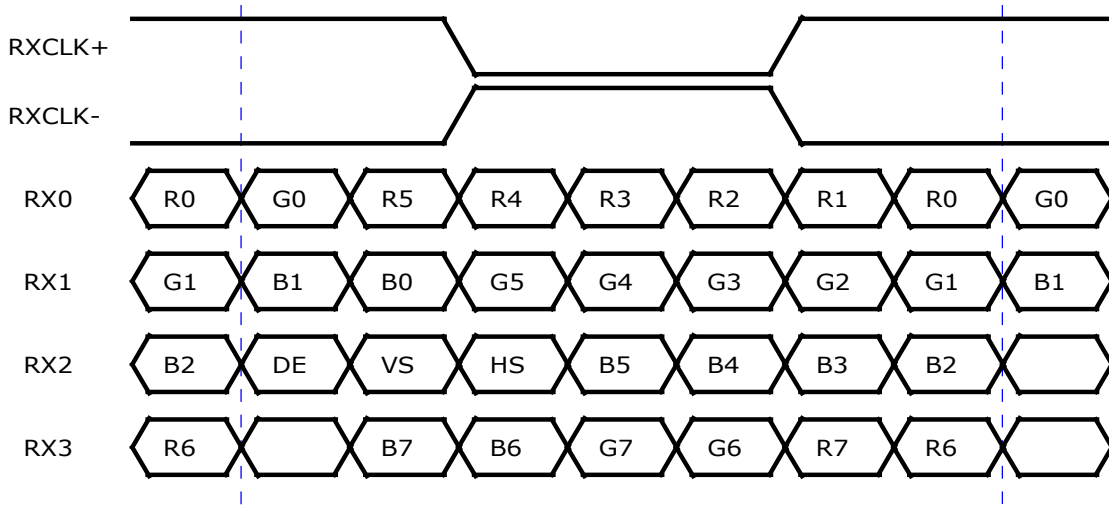 RXCLK+
RXCLK-
RX0 R0 G0 R5 R4 R3 R2 R1 R0 G0
RX1 G1 B1 B0 G5 G4 G3 G2 G1 B1
RX2 B2 DE VS HS B5 B4 B3 B2
RX3 R6 B7 B6 G7 G6 R7 R6